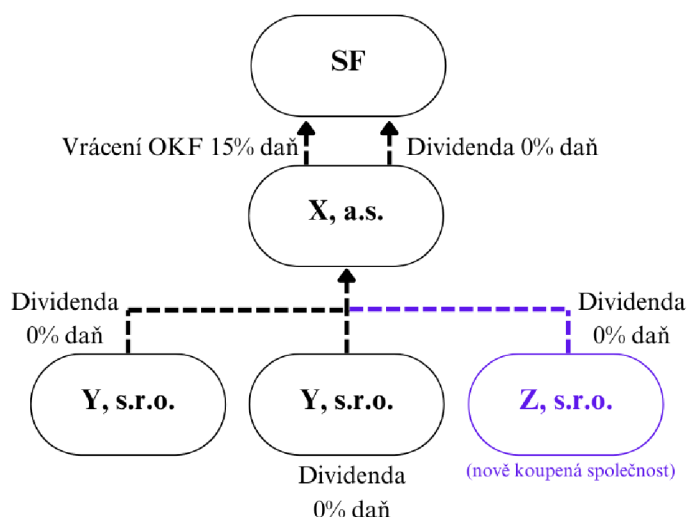 SF
Vrácení OKF 15% daň
Dividenda 0% daň
X, a.s.
Dividenda
0% daň
Dividenda
0% daň
Y, s.r.o.
Y, s.r.o.
Z, s.r.o.
(nově koupená společnost)
Dividenda
0% daň